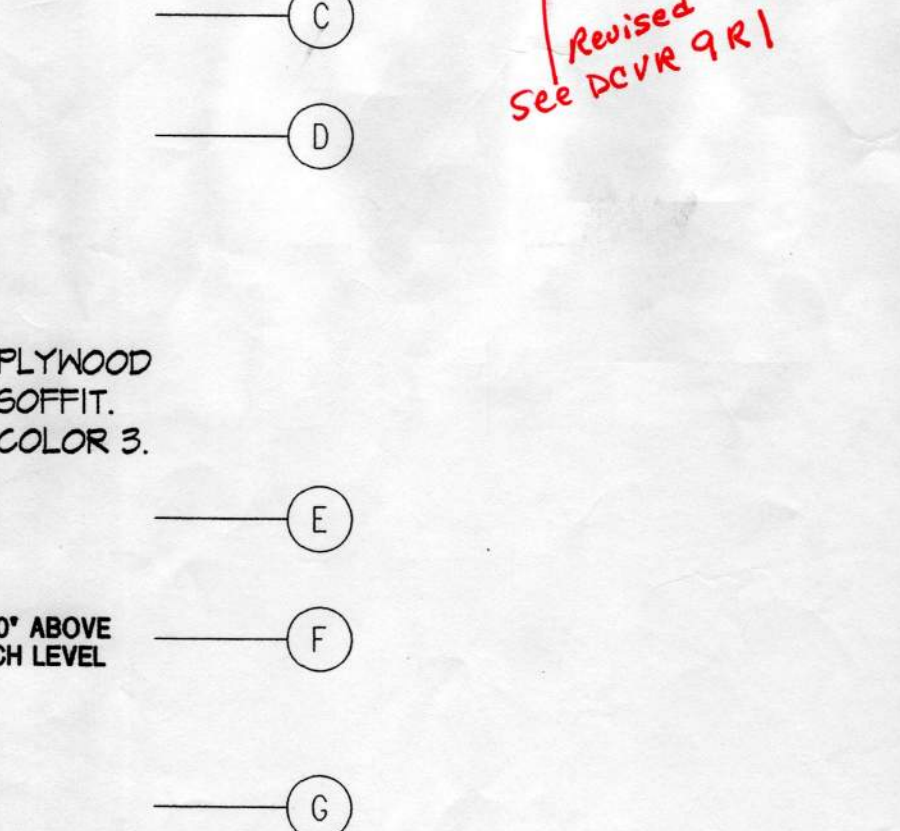 C
Revised
See DCVR 9R1
D
PLYWOOD
SOFFIT.
COLOR 3.
E
0" ABOVE
CH LEVEL
F
G